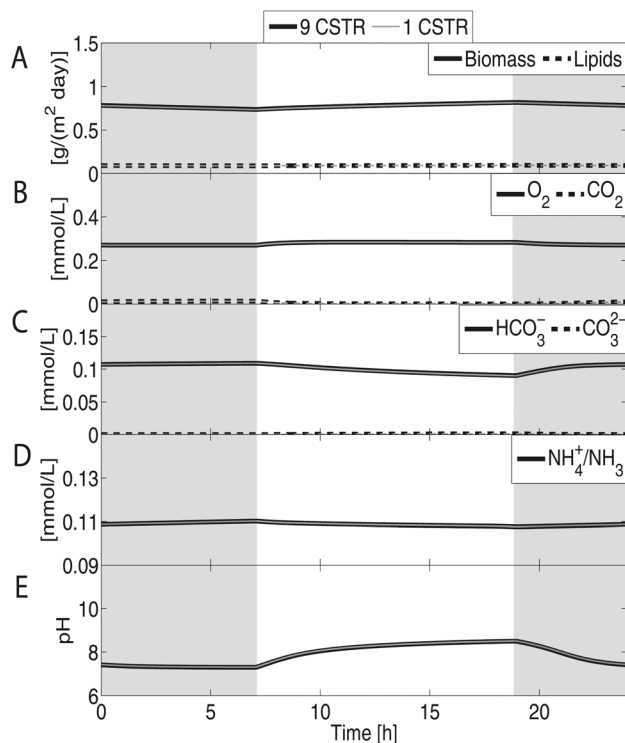 9 CSTR 1 CSTR
A
Biomass Lipids
[g/(m² day)]
1.5
1
0.5
0
B
O₂ CO₂
[mmol/L]
0.4
0.2
0
C
HCO₃⁻ CO₃²⁻
[mmol/L]
0.15
0.1
0.05
0
D
NH₄⁺/NH₃
[mmol/L]
0.13
0.11
0.09
E
pH
10
8
6
0 5 10 15 20
Time [h]